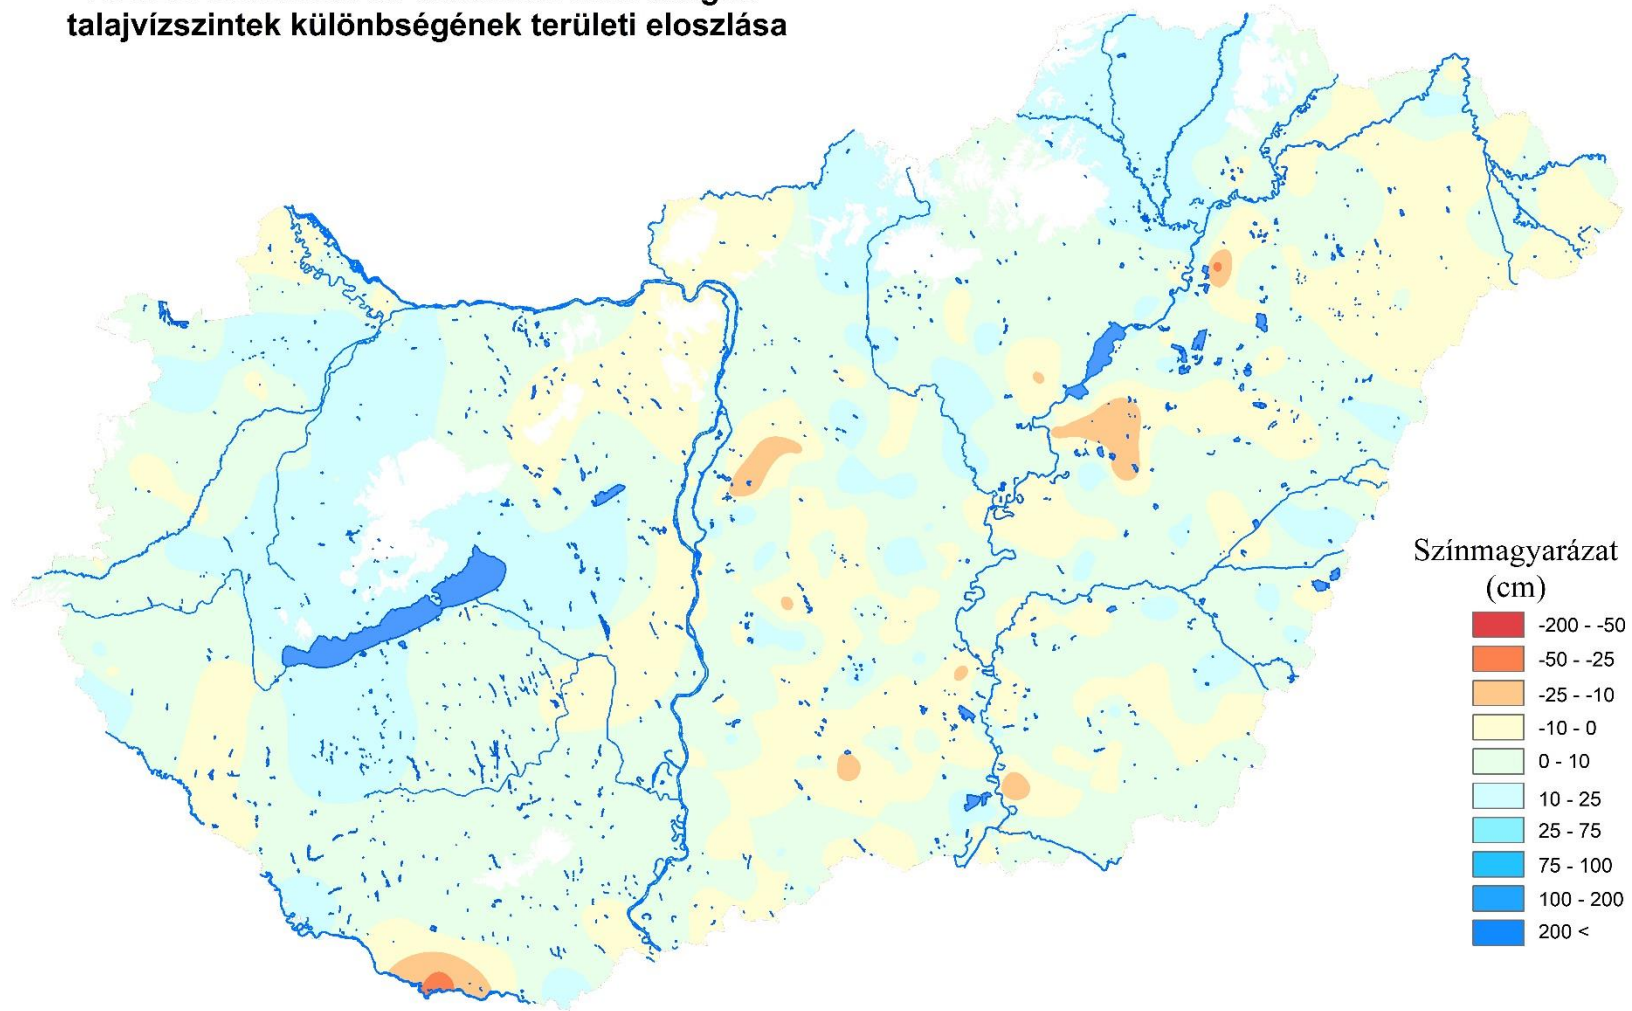 talajvízszintek különbségének területi eloszlása
Színmagyarázat
(cm)
-200 - -50
-50 - -25
-25 - -10
-10 - 0
0 - 10
10 - 25
25 - 75
75 - 100
100 - 200
200 <